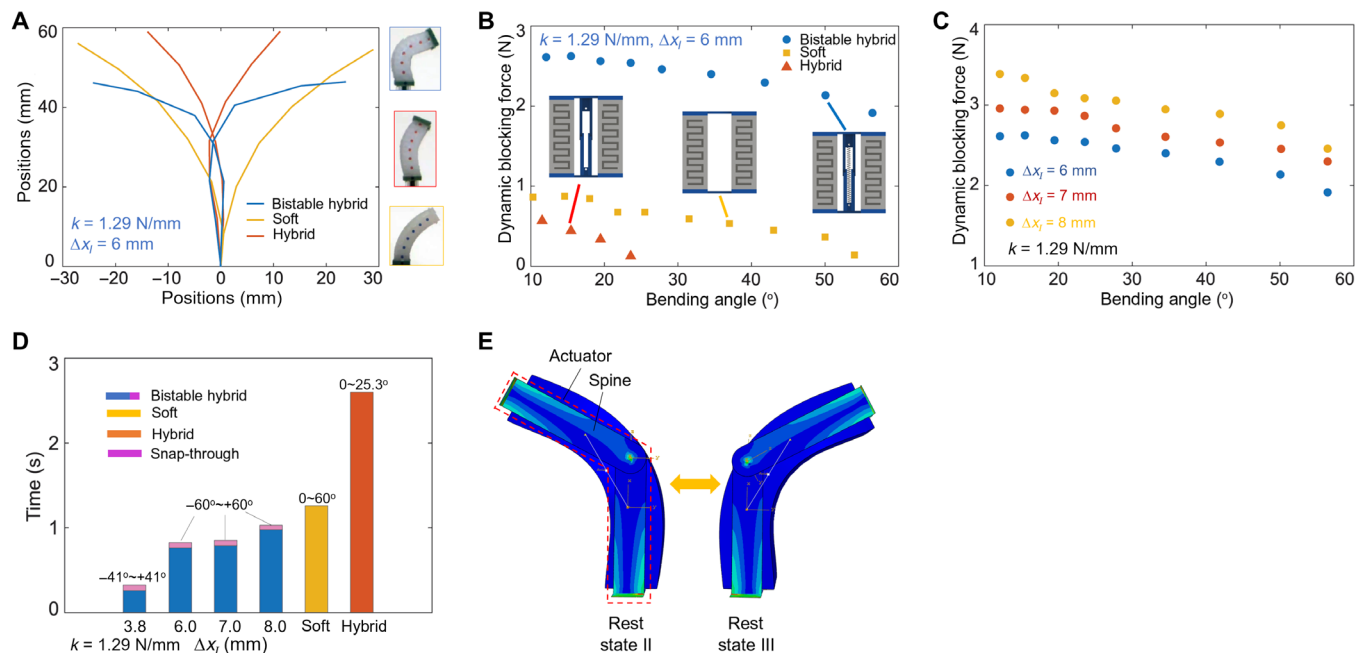 A
Positions (mm)
60
40
20
0
−30
−20
−10
0
10
20
30
Positions (mm)
k = 1.29 N/mm
Δx_l = 6 mm
Bistable hybrid
Soft
Hybrid
B
Dynamic blocking force (N)
3
2
1
0
10
20
30
40
50
60
Bending angle (°)
k = 1.29 N/mm, Δx_l = 6 mm
Bistable hybrid
Soft
Hybrid
C
Dynamic blocking force (N)
4
3
2
1
0
10
20
30
40
50
60
Bending angle (°)
Δx_l = 6 mm
Δx_l = 7 mm
Δx_l = 8 mm
k = 1.29 N/mm
D
Time (s)
3
2
1
0
Bistable hybrid
Soft
Hybrid
Snap-through
−41°~+41°
−60°~+60°
0~60°
0~25.3°
3.8
6.0
7.0
8.0
Soft
Hybrid
k = 1.29 N/mm
Δx_l (mm)
E
Actuator
Spine
Rest
state II
Rest
state III